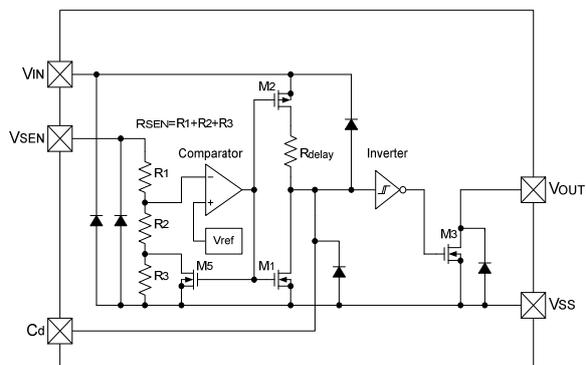 VIN
M2
VSEN
RSEN=R1+R2+R3
Comparator
Rdelay
Inverter
R1
−
+
VOUT
R2
Vref
M3
M5
M1
R3
VSS
Cd